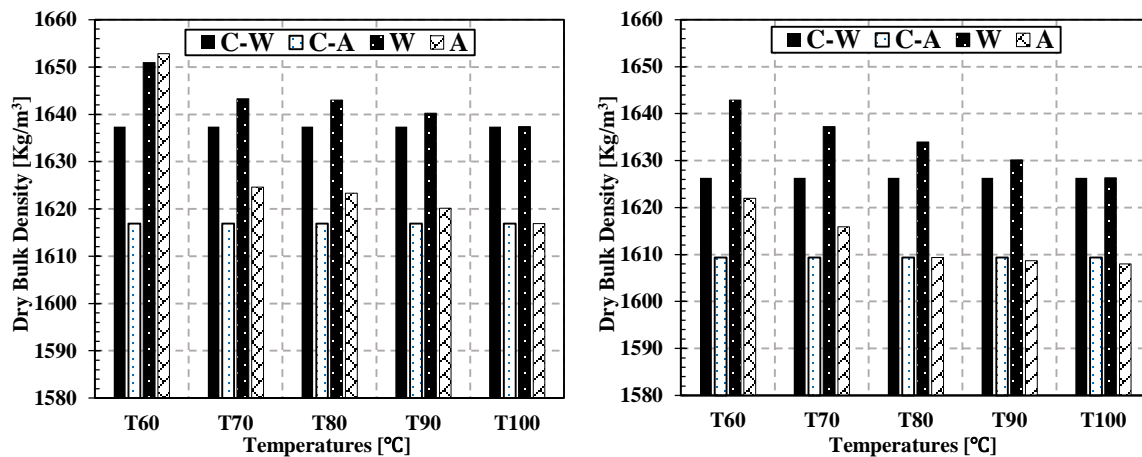 Dry Bulk Density [Kg/m³]
1660
1650
1640
1630
1620
1610
1600
1590
1580
C-W C-A W A
T60 T70 T80 T90 T100
Temperatures [℃]
Dry Bulk Density [Kg/m³]
1660
1650
1640
1630
1620
1610
1600
1590
1580
C-W C-A W A
T60 T70 T80 T90 T100
Temperatures [℃]